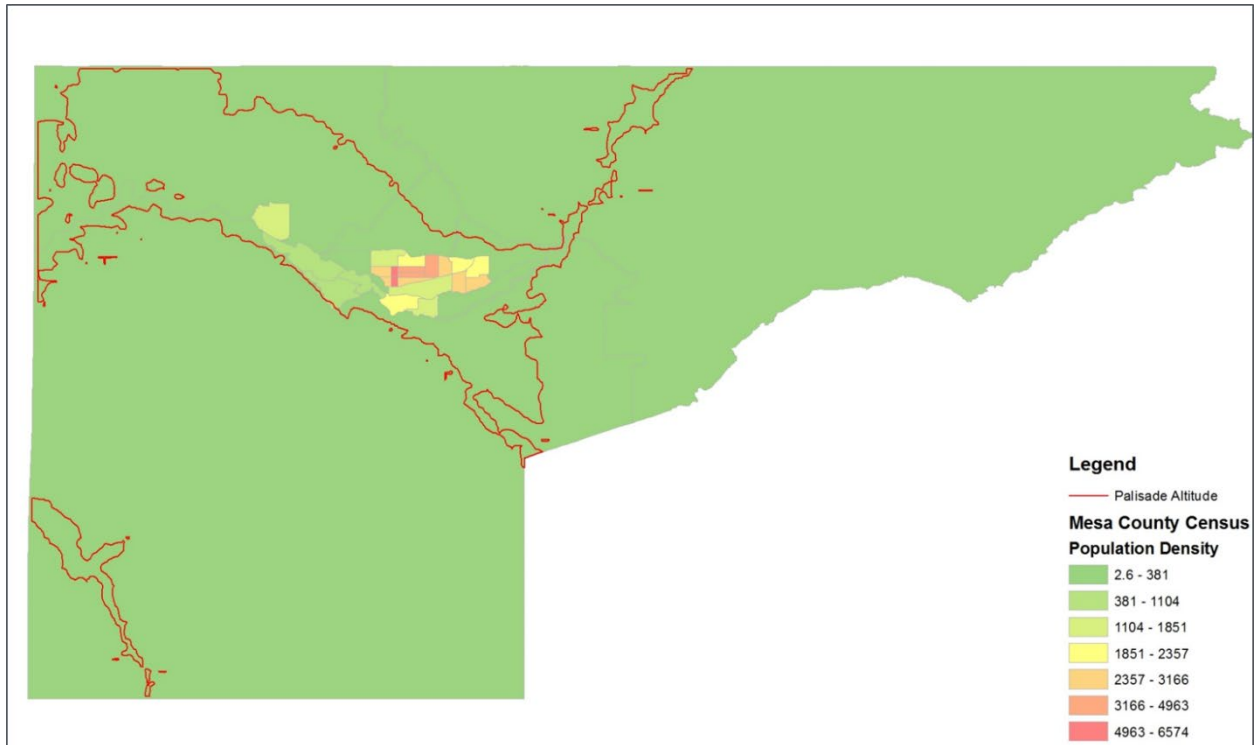 Legend
Palisade Altitude
Mesa County Census
Population Density
2.6 - 381
381 - 1104
1104 - 1851
1851 - 2357
2357 - 3166
3166 - 4963
4963 - 6574